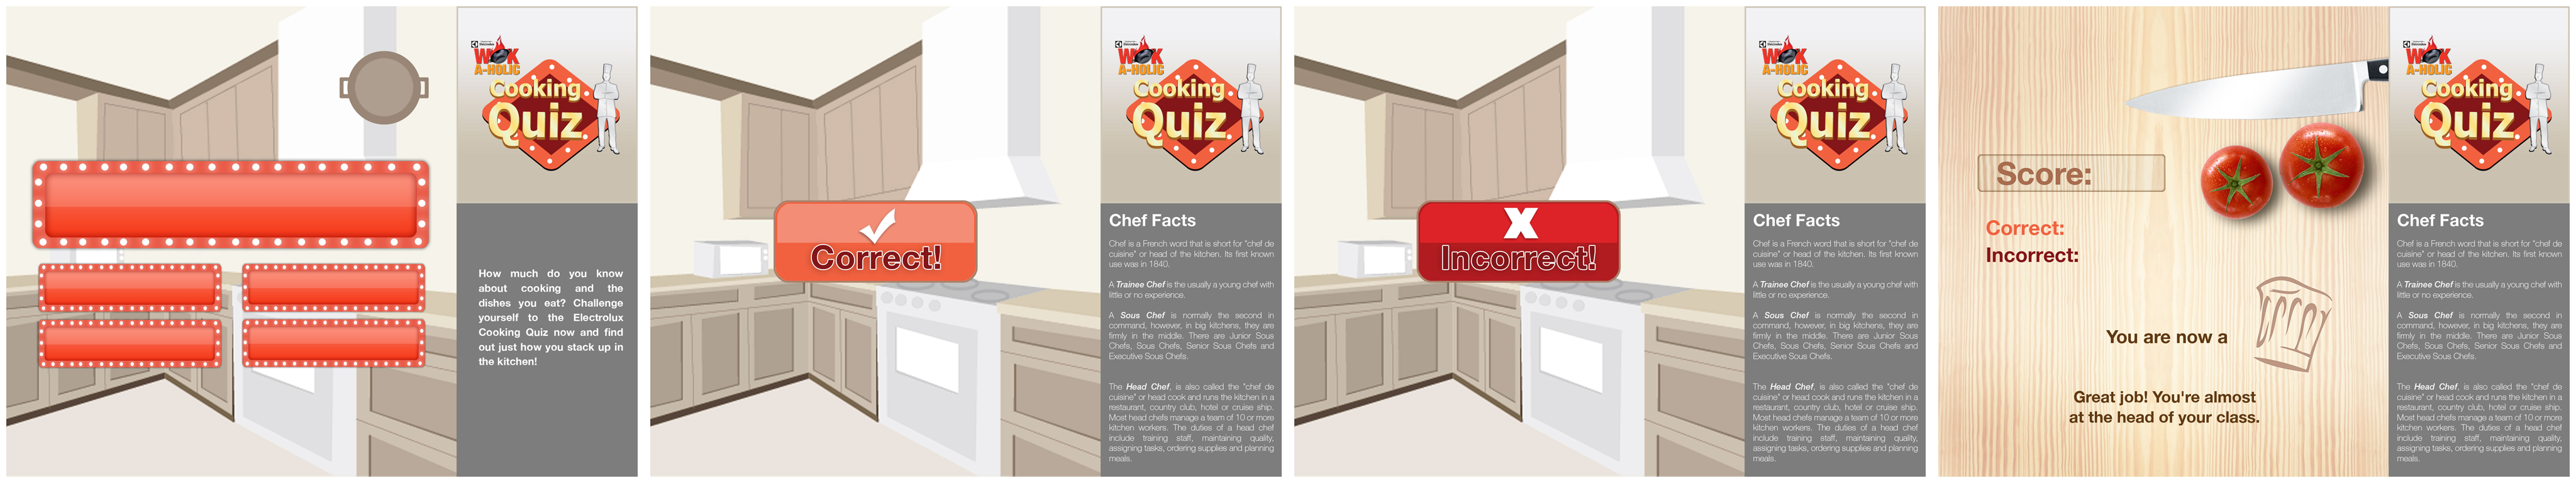 WOK
A-HOLIC
Cooking
Quiz
How much do you know
about cooking and the
dishes you eat? Challenge
yourself to the Electrolux
Cooking Quiz now and find
out just how you stack up in
the kitchen!
Correct!
WOK
A-HOLIC
Cooking
Quiz
Chef Facts
Chef is a French word that is short for "chef de
cuisine" or head of the kitchen. Its first known
use was in 1840.
A Trainee Chef is the usually a young chef with
little or no experience.
A Sous Chef is normally the second in
command, however, in big kitchens, they are
firmly in the middle. There are Junior Sous
Chefs, Sous Chefs, Senior Sous Chefs and
Executive Sous Chefs.
The Head Chef, is also called the "chef de
cuisine" or head cook and runs the kitchen in a
restaurant, country club, hotel or cruise ship.
Most head chefs manage a team of 10 or more
kitchen workers. The duties of a head chef
include training staff, maintaining quality,
assigning tasks, ordering supplies and planning
meals.
Incorrect!
WOK
A-HOLIC
Cooking
Quiz
Chef Facts
Chef is a French word that is short for "chef de
cuisine" or head of the kitchen. Its first known
use was in 1840.
A Trainee Chef is the usually a young chef with
little or no experience.
A Sous Chef is normally the second in
command, however, in big kitchens, they are
firmly in the middle. There are Junior Sous
Chefs, Sous Chefs, Senior Sous Chefs and
Executive Sous Chefs.
The Head Chef, is also called the "chef de
cuisine" or head cook and runs the kitchen in a
restaurant, country club, hotel or cruise ship.
Most head chefs manage a team of 10 or more
kitchen workers. The duties of a head chef
include training staff, maintaining quality,
assigning tasks, ordering supplies and planning
meals.
Score:
Correct:
Incorrect:
You are now a
Great job! You're almost
at the head of your class.
WOK
A-HOLIC
Cooking
Quiz
Chef Facts
Chef is a French word that is short for "chef de
cuisine" or head of the kitchen. Its first known
use was in 1840.
A Trainee Chef is the usually a young chef with
little or no experience.
A Sous Chef is normally the second in
command, however, in big kitchens, they are
firmly in the middle. There are Junior Sous
Chefs, Sous Chefs, Senior Sous Chefs and
Executive Sous Chefs.
The Head Chef, is also called the "chef de
cuisine" or head cook and runs the kitchen in a
restaurant, country club, hotel or cruise ship.
Most head chefs manage a team of 10 or more
kitchen workers. The duties of a head chef
include training staff, maintaining quality,
assigning tasks, ordering supplies and planning
meals.